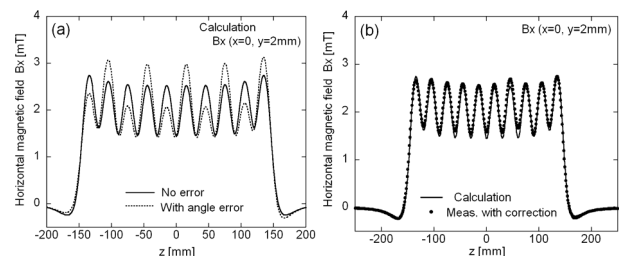 (a)
Calculation
Bx (x=0, y=2mm)
Horizontal magnetic field Bx [mT]
4
3
2
1
0
No error
With angle error
-200 -150 -100 -50 0 50 100 150 200
z [mm]
(b)
Bx (x=0, y=2mm)
Horizontal magnetic field Bx [mT]
4
3
2
1
0
Calculation
Meas. with correction
-200 -100 0 100 200
z [mm]